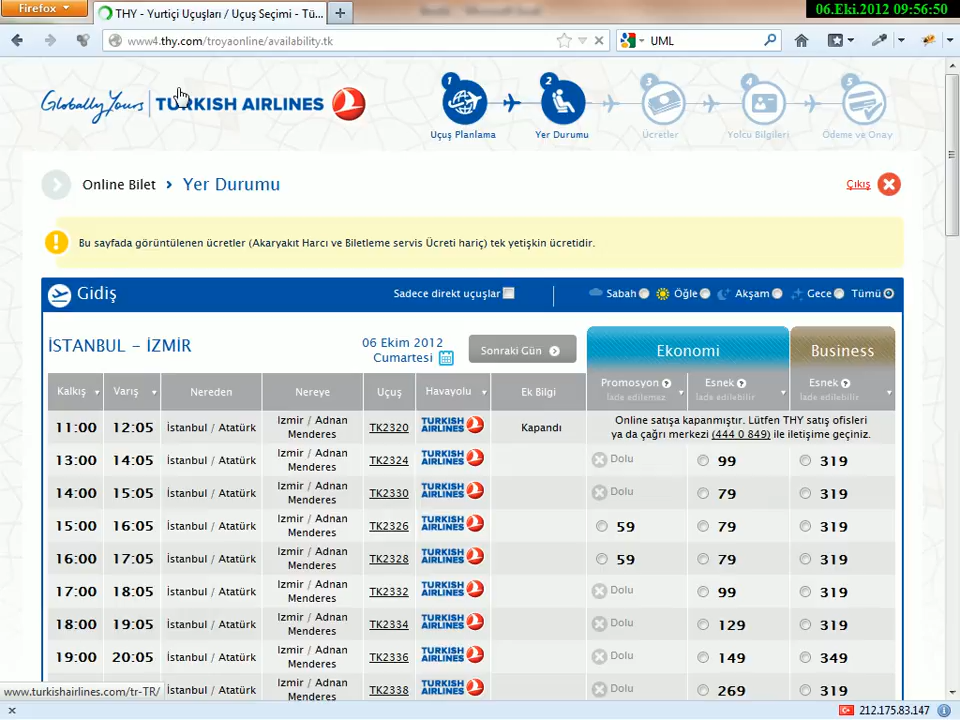 Firefox
THY - Yurtiçi Uçuşları / Uçuş Seçimi - Tü...
06.Eki.2012 09:56:50
www4.thy.com/troyaonline/availability.tk
UML
Globally Yours | TURKISH AIRLINES
1 2 3 4 5
Uçuş Planlama Yer Durumu Ücretler Yolcu Bilgileri Ödeme ve Onay
Online Bilet Yer Durumu
Çıkış
Bu sayfada görüntülenen ücretler (Akaryakıt Harcı ve Biletleme servis Ücreti hariç) tek yetişkin ücretidir.
Gidiş Sadece direkt uçuşlar Sabah Öğle Akşam Gece Tümü
İSTANBUL - İZMİR
06 Ekim 2012
Cumartesi
Sonraki Gün
Ekonomi Business
Kalkış Varış Nereden Nereye Uçuş Havayolu Ek Bilgi Promosyon Esnek Esnek
İade edilemez İade edilebilir İade edilebilir
11:00 12:05 İstanbul / Atatürk Izmir / Adnan Menderes TK2320 TURKISH AIRLINES Kapandı Online satışa kapanmıştır. Lütfen THY satış ofisleri
ya da çağrı merkezi (444 0 849) ile iletişime geçiniz.
13:00 14:05 İstanbul / Atatürk Izmir / Adnan Menderes TK2324 TURKISH AIRLINES Dolu 99 319
14:00 15:05 İstanbul / Atatürk Izmir / Adnan Menderes TK2330 TURKISH AIRLINES Dolu 79 319
15:00 16:05 İstanbul / Atatürk Izmir / Adnan Menderes TK2326 TURKISH AIRLINES 59 79 319
16:00 17:05 İstanbul / Atatürk Izmir / Adnan Menderes TK2328 TURKISH AIRLINES 59 79 319
17:00 18:05 İstanbul / Atatürk Izmir / Adnan Menderes TK2332 TURKISH AIRLINES Dolu 99 319
18:00 19:05 İstanbul / Atatürk Izmir / Adnan Menderes TK2334 TURKISH AIRLINES Dolu 129 319
19:00 20:05 İstanbul / Atatürk Izmir / Adnan Menderes TK2336 TURKISH AIRLINES Dolu 149 349
Izmir / Adnan TK2338 TURKISH AIRLINES Dolu 269 319
www.turkishairlines.com/tr-TR/
212.175.83.147